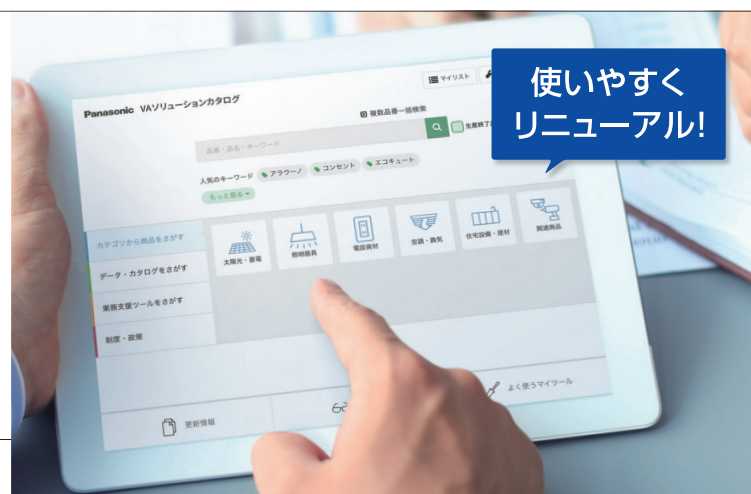 使いやすく
リニューアル!
Panasonic VAソリューションカタログ
マイリスト
複数品番一括検索
品番・品名・キーワード
生産終了
人気のキーワード アラウーノ コンセント エコキュート
もっと見る
カテゴリから商品をさがす
データ・カタログをさがす
業務支援ツールをさがす
制度・政策
太陽光・蓄電 照明器具 電設資材 空調・換気 住宅設備・建材 関連商品
更新情報
よく使うマイツール